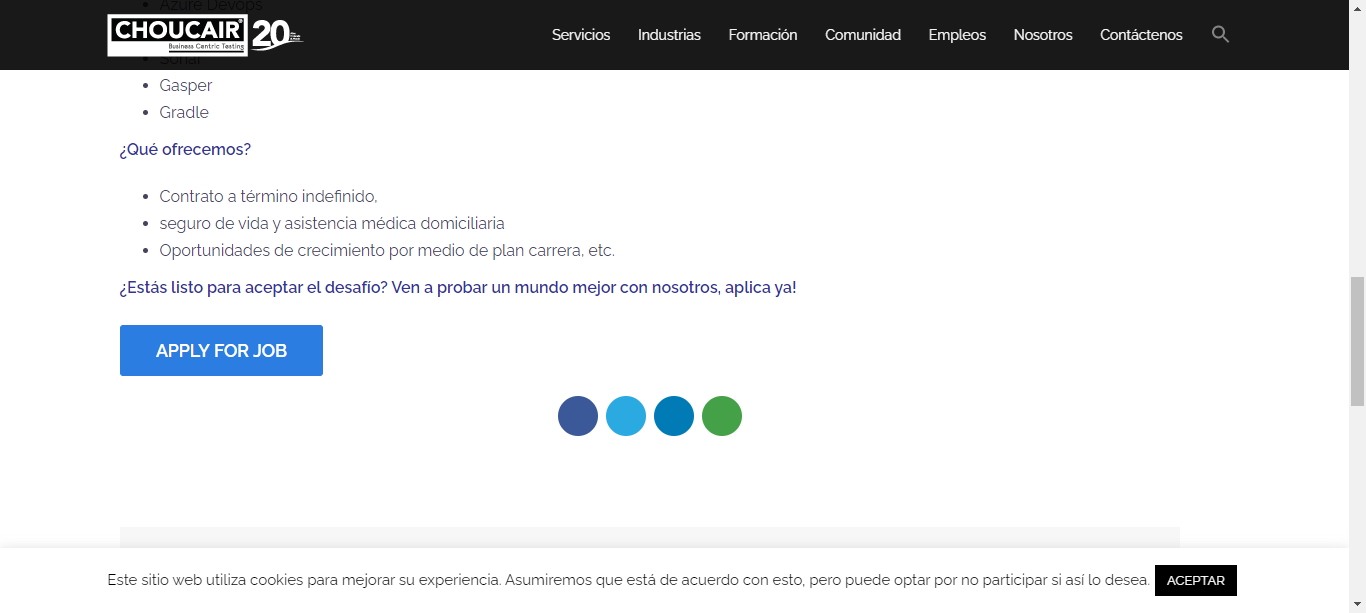 Azure Devops
CHOUCAIR®
Business Centric Testing
20
Servicios
Industrias
Formación
Comunidad
Empleos
Nosotros
Contáctenos
Sonar
Gasper
Gradle
¿Qué ofrecemos?
Contrato a término indefinido,
seguro de vida y asistencia médica domiciliaria
Oportunidades de crecimiento por medio de plan carrera, etc.
¿Estás listo para aceptar el desafío? Ven a probar un mundo mejor con nosotros, aplica ya!
APPLY FOR JOB
Este sitio web utiliza cookies para mejorar su experiencia. Asumiremos que está de acuerdo con esto, pero puede optar por no participar si así lo desea.
ACEPTAR